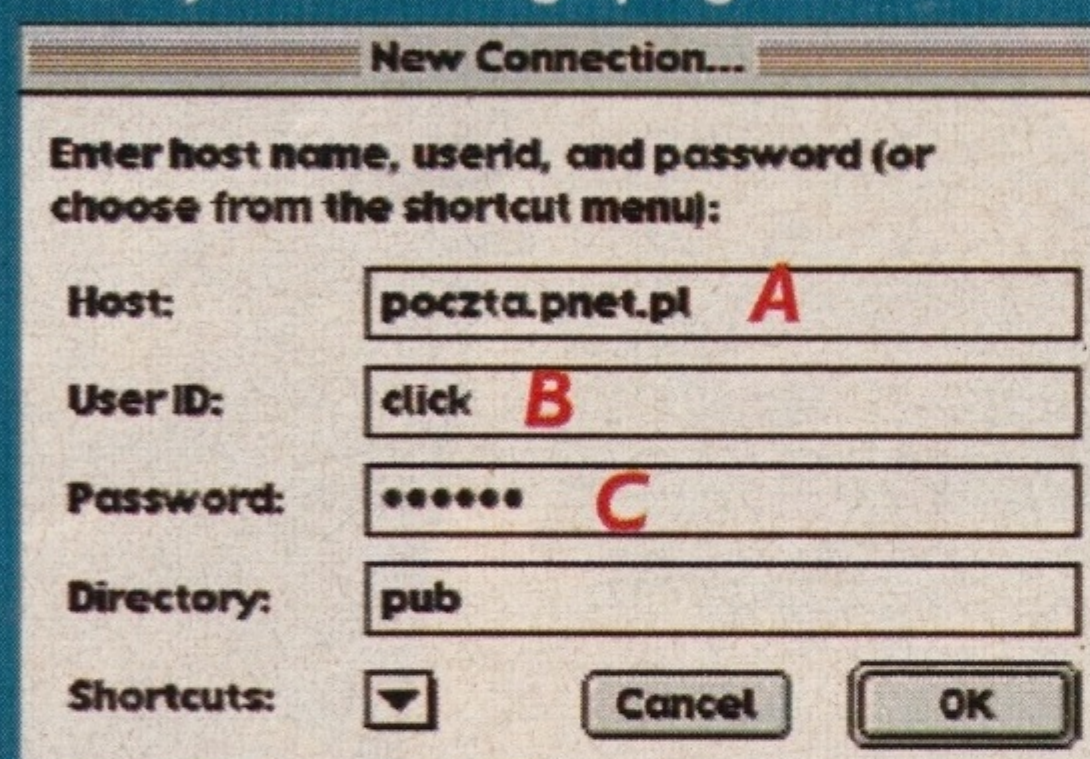 New Connection...
Enter host name, userid, and password (or
choose from the shortcut menu):
Host: poczta.pnet.pl A
User ID: click B
Password: •••••• C
Directory: pub
Shortcuts: Cancel OK